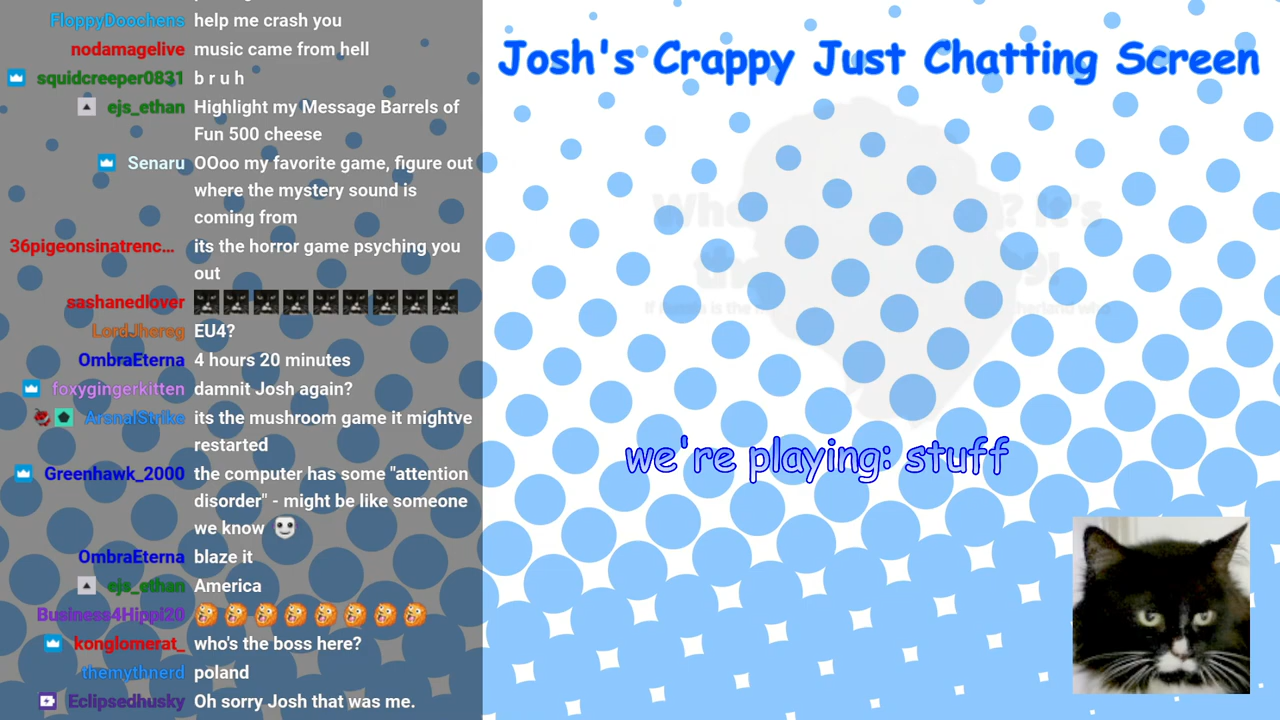 FloppyDoochens help me crash you
nodamagelive music came from hell
squidcreeper0831 b r u h
ejs_ethan Highlight my Message Barrels of
Fun 500 cheese
Senaru OOoo my favorite game, figure out
where the mystery sound is
coming from
36pigeonsinatrenc... its the horror game psyching you
out
sashanedlover
LordJhereg EU4?
OmbraEterna 4 hours 20 minutes
foxygingerkitten damnit Josh again?
ArsnalStrike its the mushroom game it mightve
restarted
Greenhawk_2000 the computer has some "attention
disorder" - might be like someone
we know
OmbraEterna blaze it
ejs_ethan America
Business4Hippi20
konglomerat_ who's the boss here?
themythnerd poland
Eclipsedhusky Oh sorry Josh that was me.
Josh's Crappy Just Chatting Screen
we're playing: stuff